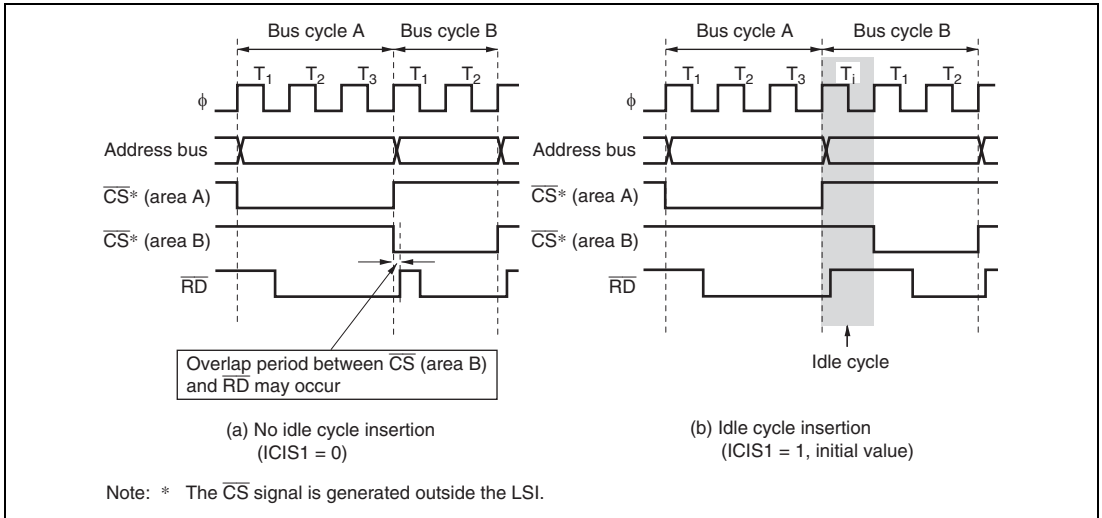 Bus cycle A Bus cycle B
T1 T2 T3 T1 T2
ϕ
Address bus
CS* (area A)
CS* (area B)
RD
Overlap period between CS (area B)
and RD may occur
(a) No idle cycle insertion
(ICIS1 = 0)
Bus cycle A Bus cycle B
T1 T2 T3 Ti T1 T2
ϕ
Address bus
CS* (area A)
CS* (area B)
RD
Idle cycle
(b) Idle cycle insertion
(ICIS1 = 1, initial value)
Note: * The CS signal is generated outside the LSI.